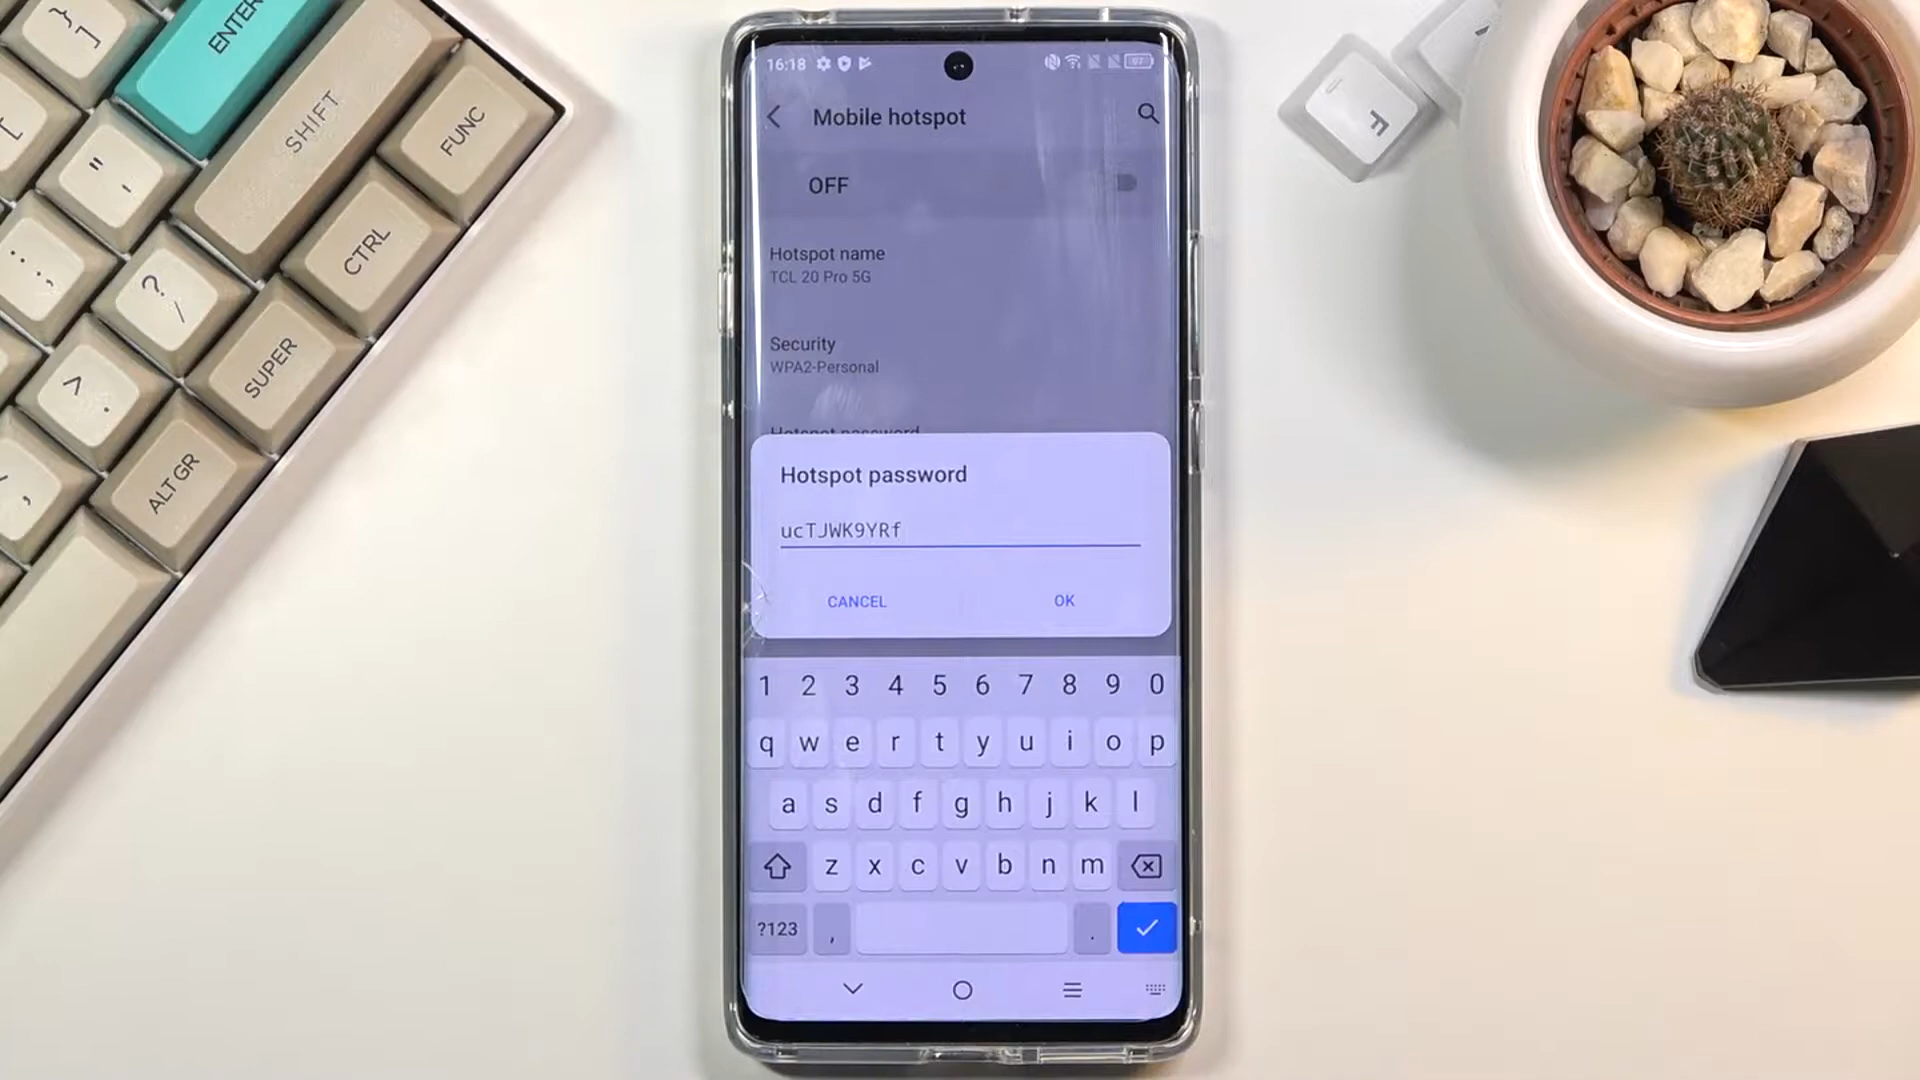 ENTER
SHIFT
FUNC
CTRL
SUPER
ALT GR
F
16:18
97
Mobile hotspot
OFF
Hotspot name
TCL 20 Pro 5G
Security
WPA2-Personal
Hotspot password
Hotspot password
ucTJWK9YRf
CANCEL
OK
1 2 3 4 5 6 7 8 9 0
q w e r t y u i o p
a s d f g h j k l
z x c v b n m
?123 , .